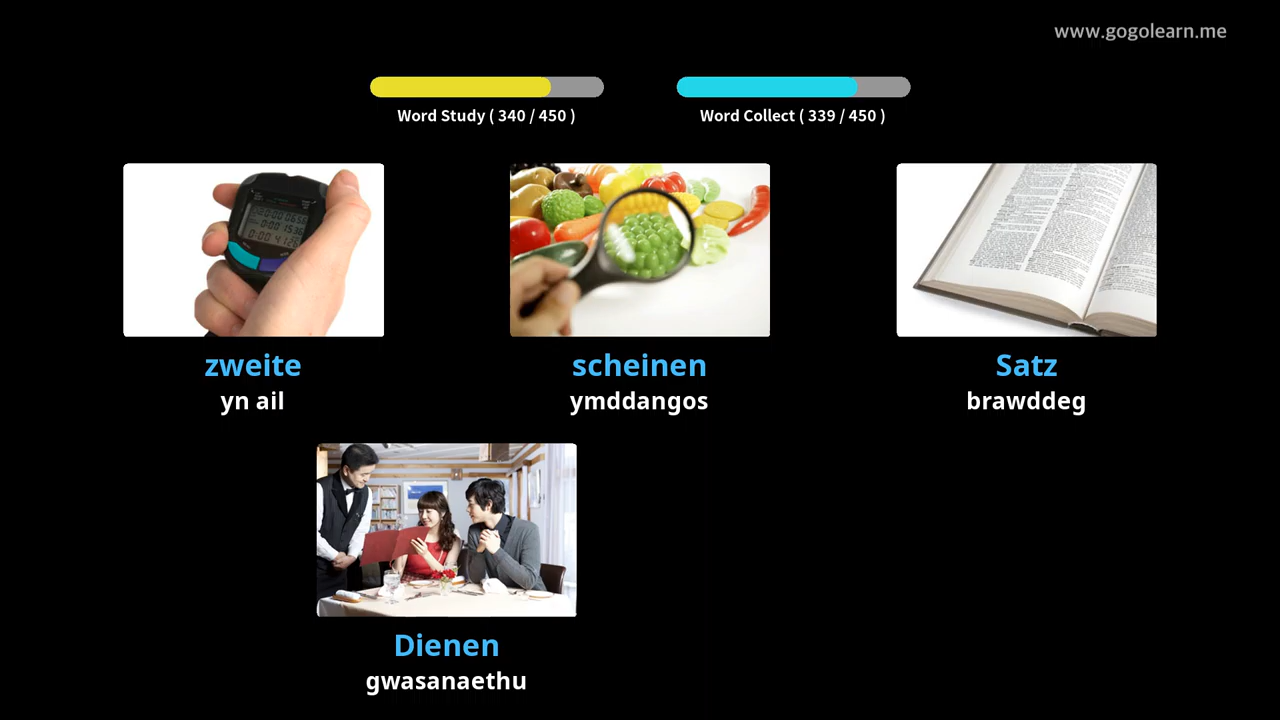 www.gogolearn.me
Word Study ( 340 / 450 )
Word Collect ( 339 / 450 )
zweite
yn ail
scheinen
ymddangos
Satz
brawddeg
Dienen
gwasanaethu